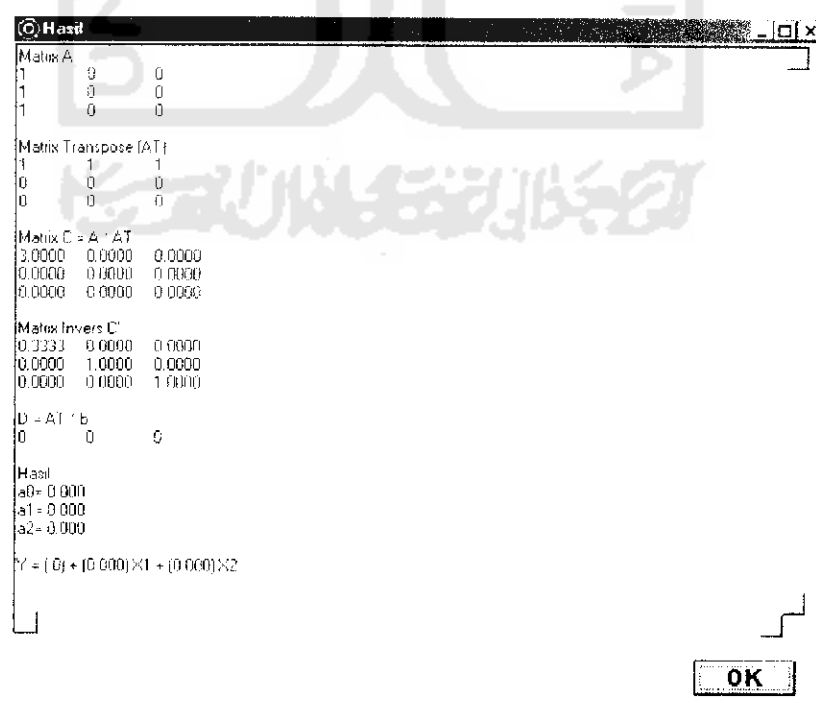 Hasil
Matrix A
1 0 0
1 0 0
1 0 0
Matrix Transpose (AT)
1 1 1
0 0 0
0 0 0
Matrix C = A * AT
3.0000 0.0000 0.0000
0.0000 0.0000 0.0000
0.0000 0.0000 0.0000
Matrix Invers C'
0.3333 0.0000 0.0000
0.0000 1.0000 0.0000
0.0000 0.0000 1.0000
D = AT * b
0 0 0
Hasil
a0= 0.000
a1= 0.000
a2= 0.000
Y = ( 0) + (0.000) X1 + (0.000) X2
OK